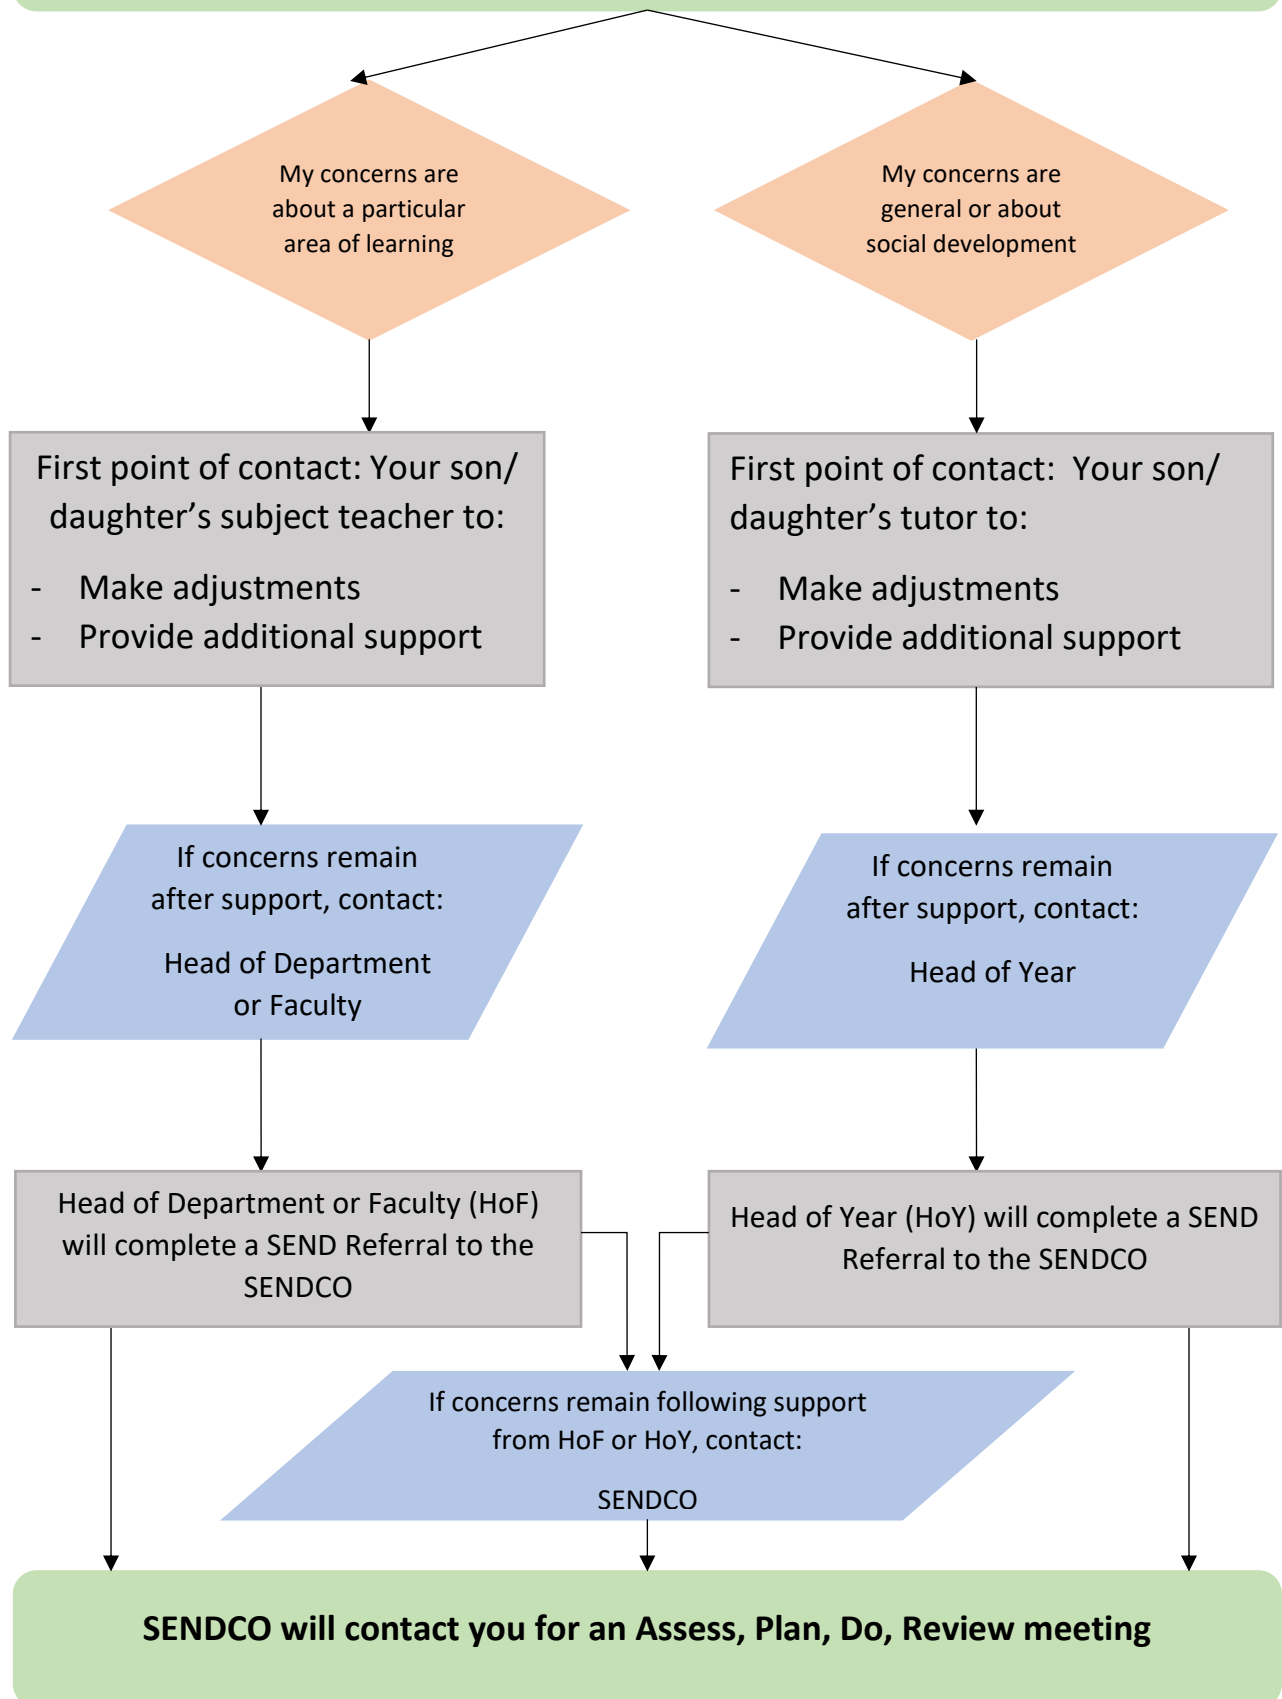 My concerns are
about a particular
area of learning
My concerns are
general or about
social development
First point of contact: Your son/
daughter’s subject teacher to:
- Make adjustments
- Provide additional support
First point of contact:  Your son/
daughter’s tutor to:
- Make adjustments
- Provide additional support
If concerns remain
after support, contact:
Head of Department
or Faculty
If concerns remain
after support, contact:
Head of Year
Head of Department or Faculty (HoF)
will complete a SEND Referral to the
SENDCO
Head of Year (HoY) will complete a SEND
Referral to the SENDCO
If concerns remain following support
from HoF or HoY, contact:
SENDCO
SENDCO will contact you for an Assess, Plan, Do, Review meeting